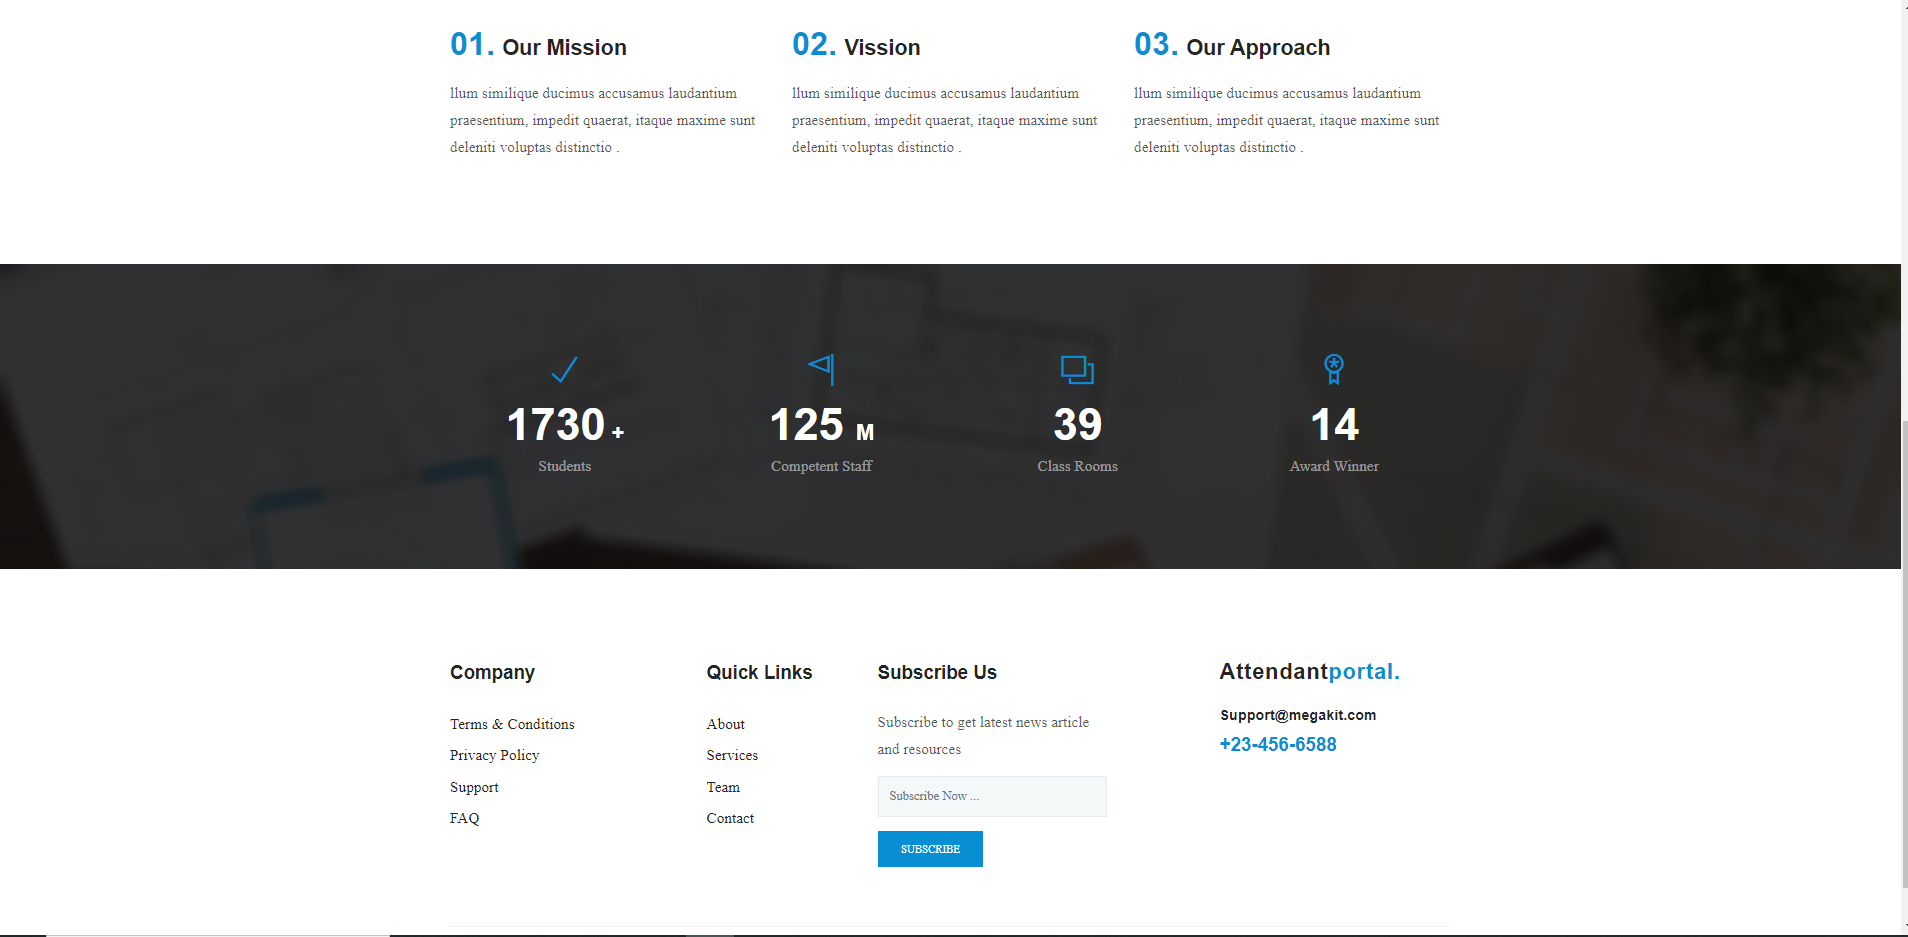 01. Our Mission
llum similique ducimus accusamus laudantium
praesentium, impedit quaerat, itaque maxime sunt
deleniti voluptas distinctio .
02. Vission
llum similique ducimus accusamus laudantium
praesentium, impedit quaerat, itaque maxime sunt
deleniti voluptas distinctio .
03. Our Approach
llum similique ducimus accusamus laudantium
praesentium, impedit quaerat, itaque maxime sunt
deleniti voluptas distinctio .
1730 +
Students
125 M
Competent Staff
39
Class Rooms
14
Award Winner
Company
Terms & Conditions
Privacy Policy
Support
FAQ
Quick Links
About
Services
Team
Contact
Subscribe Us
Subscribe to get latest news article
and resources
Subscribe Now ...
SUBSCRIBE
Attendantportal.
Support@megakit.com
+23-456-6588